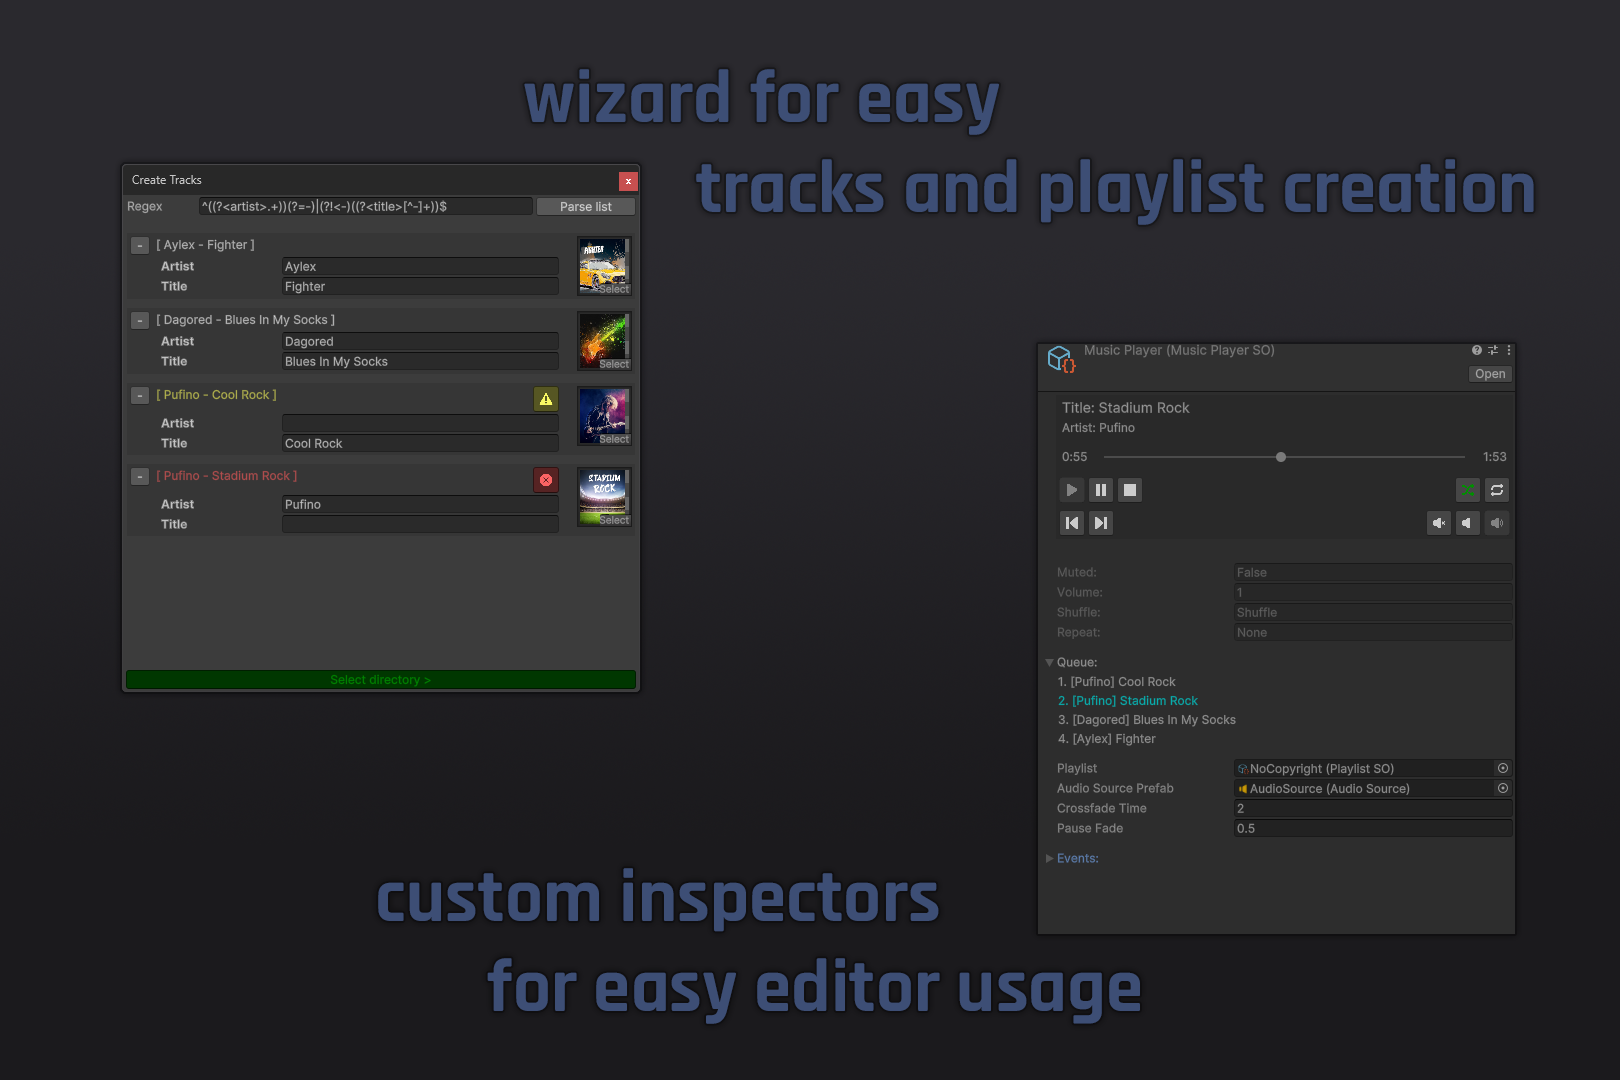 wizard for easy
tracks and playlist creation
Create Tracks
x
Regex ^((?<artist>.+))(?=-)|(?!<-)((?<title>[^-]+))$ Parse list
- [ Aylex - Fighter ]
Artist Aylex
Title Fighter
FIGHTER
Select
- [ Dagored - Blues In My Socks ]
Artist Dagored
Title Blues In My Socks
Select
- [ Pufino - Cool Rock ]
Artist
Title Cool Rock
Select
- [ Pufino - Stadium Rock ]
Artist Pufino
Title
STADIUM
ROCK
Select
Select directory >
Music Player (Music Player SO)
Open
Title: Stadium Rock
Artist: Pufino
0:55 1:53
Muted: False
Volume: 1
Shuffle: Shuffle
Repeat: None
Queue:
1. [Pufino] Cool Rock
2. [Pufino] Stadium Rock
3. [Dagored] Blues In My Socks
4. [Aylex] Fighter
Playlist NoCopyright (Playlist SO)
Audio Source Prefab AudioSource (Audio Source)
Crossfade Time 2
Pause Fade 0.5
Events:
custom inspectors
for easy editor usage